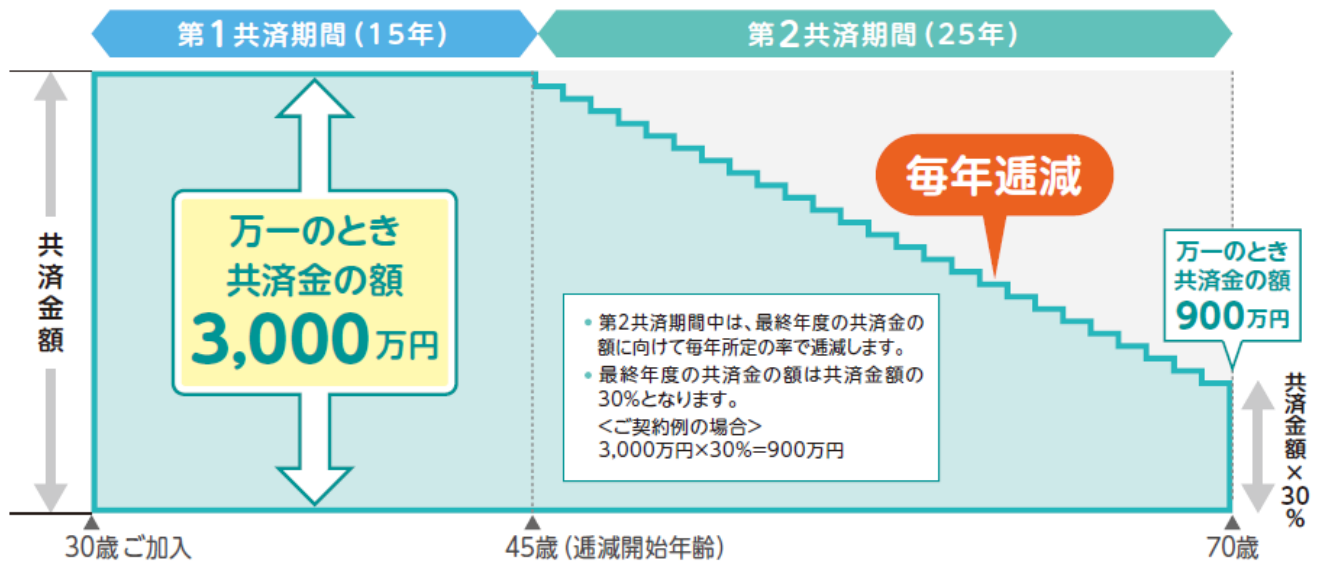 第1共済期間(15年)
第2共済期間(25年)
共済金額
万一のとき
共済金の額
3,000万円
毎年逓減
万一のとき
共済金の額
900万円
• 第2共済期間中は、最終年度の共済金の
額に向けて毎年所定の率で逓減します。
• 最終年度の共済金の額は共済金額の
30%となります。
<ご契約例の場合>
3,000万円×30%=900万円
共済金額×30%
30歳 ご加入
45歳 (逓減開始年齢)
70歳